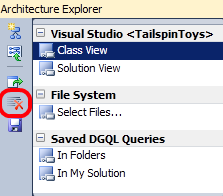 Architecture Explorer
Visual Studio <TailspinToys>
Class View
Solution View
File System
Select Files...
Saved DGQL Queries
In Folders
In My Solution